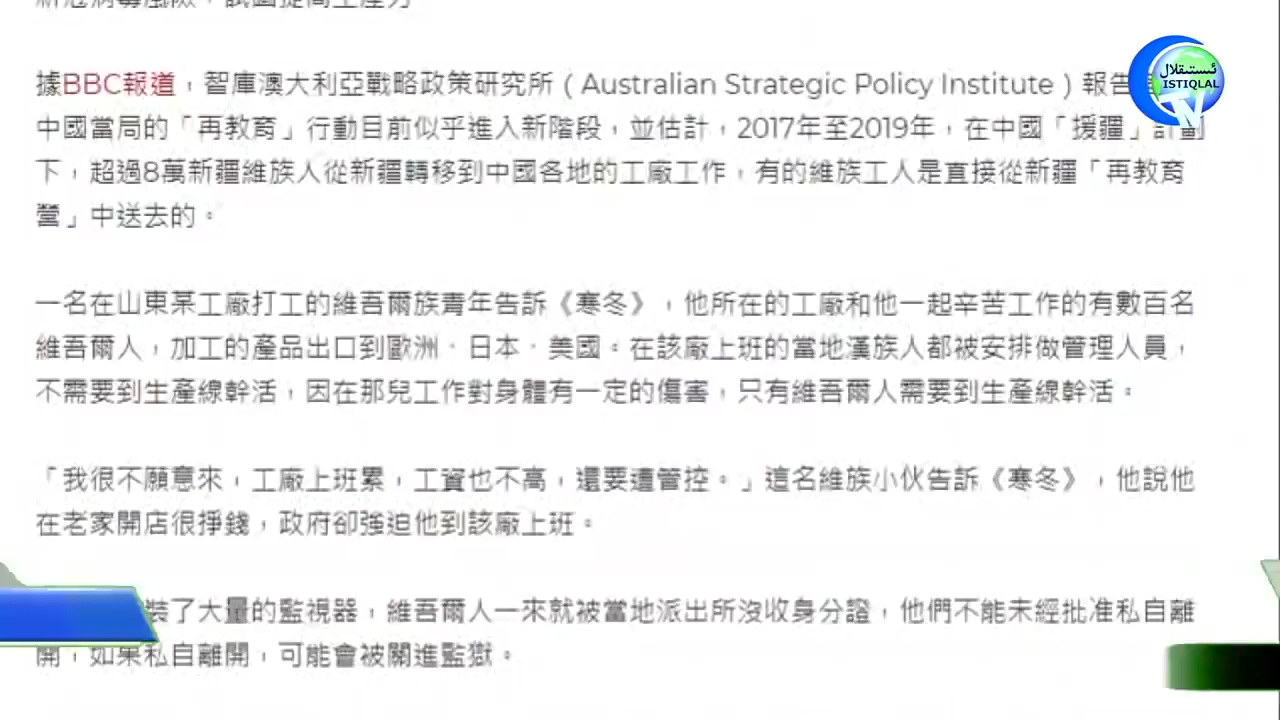 新冠病毒風險，試圖提高生產力
據BBC報道，智庫澳大利亞戰略政策研究所（Australian Strategic Policy Institute）報告
中國當局的「再教育」行動目前似乎進入新階段，並估計，2017年至2019年，在中國「援疆」計劃
下，超過8萬新疆維族人從新疆轉移到中國各地的工廠工作，有的維族工人是直接從新疆「再教育
營」中送去的。
一名在山東某工廠打工的維吾爾族青年告訴《寒冬》，他所在的工廠和他一起辛苦工作的有數百名
維吾爾人，加工的產品出口到歐洲、日本、美國。在該廠上班的當地漢族人都被安排做管理人員，
不需要到生產線幹活，因在那兒工作對身體有一定的傷害，只有維吾爾人需要到生產線幹活。
「我很不願意來，工廠上班累，工資也不高，還要遭管控。」這名維族小伙告訴《寒冬》，他說他
在老家開店很掙錢，政府卻強迫他到該廠上班。
裝了大量的監視器，維吾爾人一來就被當地派出所沒收身分證，他們不能未經批准私自離
開，如果私自離開，可能會被關進監獄。
ئىستىقلال
ISTIQLAL
TV